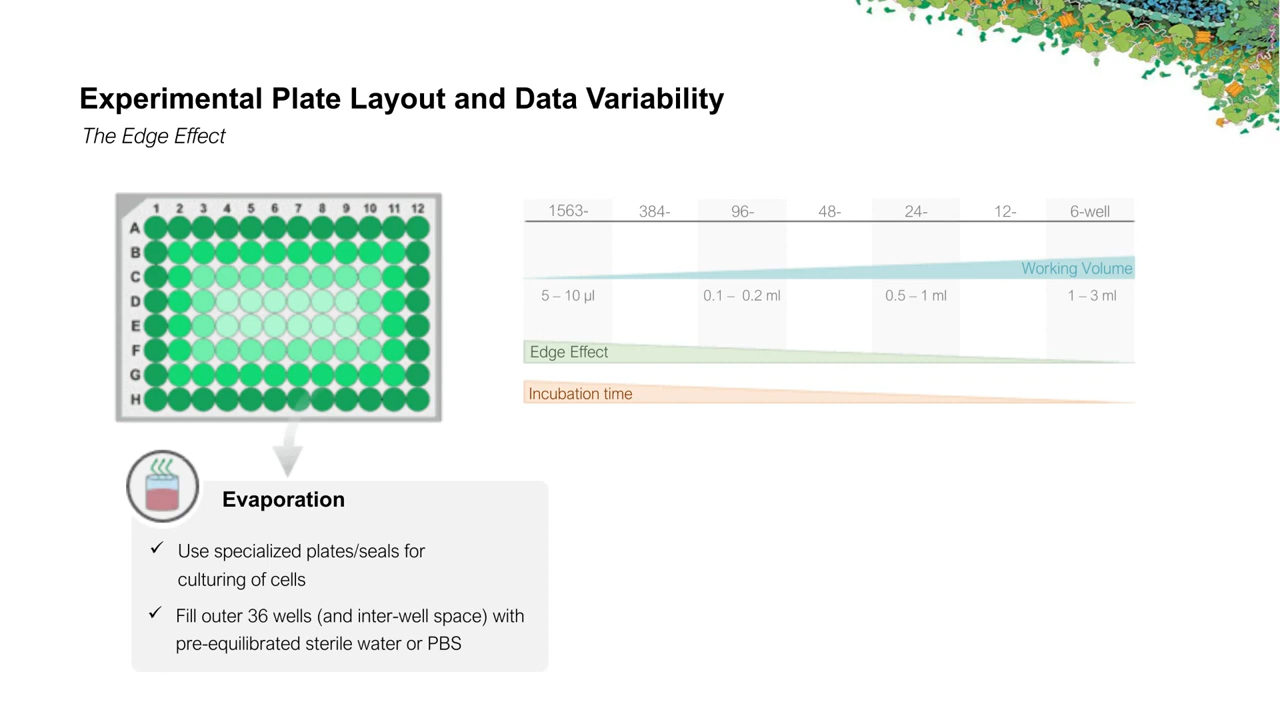 Experimental Plate Layout and Data Variability
The Edge Effect
1 2 3 4 5 6 7 8 9 10 11 12
A
B
C
D
E
F
G
H
1563- 384- 96- 48- 24- 12- 6-well
Working Volume
5 – 10 µl 0.1 – 0.2 ml 0.5 – 1 ml 1 – 3 ml
Edge Effect
Incubation time
Evaporation
✓ Use specialized plates/seals for
culturing of cells
✓ Fill outer 36 wells (and inter-well space) with
pre-equilibrated sterile water or PBS